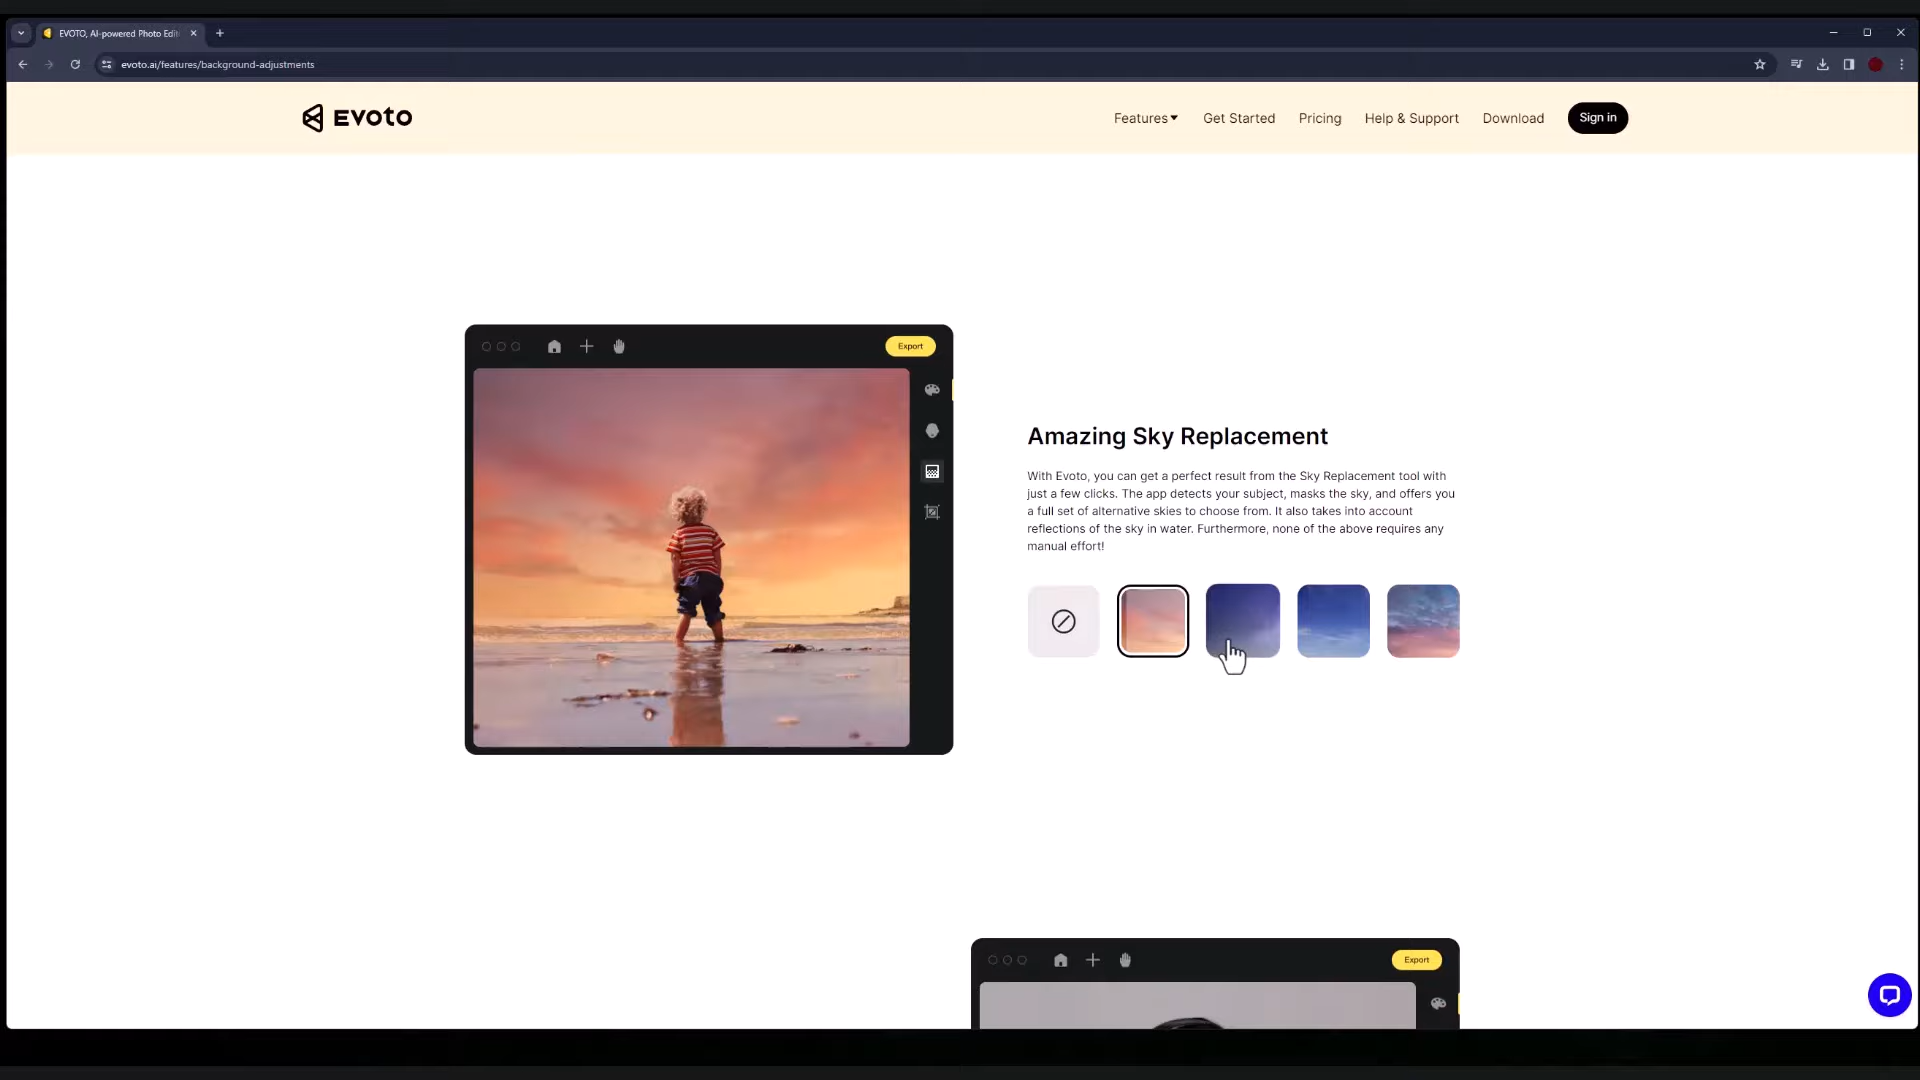 EVOTO, AI-powered Photo Edit
evoto.ai/features/background-adjustments
EVOTO
Features
Get Started
Pricing
Help & Support
Download
Sign in
Export
Amazing Sky Replacement
With Evoto, you can get a perfect result from the Sky Replacement tool with
just a few clicks. The app detects your subject, masks the sky, and offers you
a full set of alternative skies to choose from. It also takes into account
reflections of the sky in water. Furthermore, none of the above requires any
manual effort!
Export